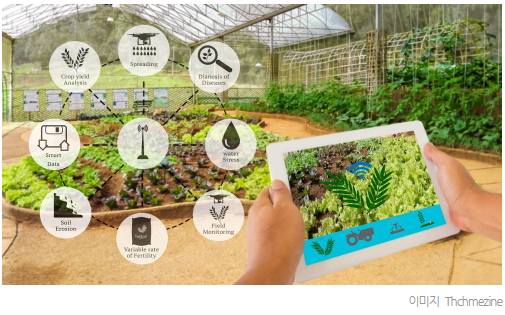 Spreading
Crop yield
Analysis
Dianosis of
Diseases
Smart
Data
water
Stress
Soil
Erosion
Field
Monitoring
Variable rate
of Fertility
이미지 Thchmezine